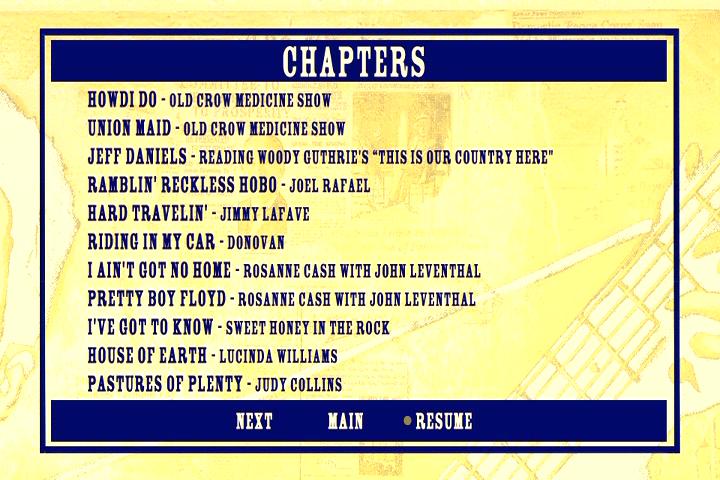 CHAPTERS
HOWDI DO - OLD CROW MEDICINE SHOW
UNION MAID - OLD CROW MEDICINE SHOW
JEFF DANIELS - READING WOODY GUTHRIE'S "THIS IS OUR COUNTRY HERE"
RAMBLIN' RECKLESS HOBO - JOEL RAFAEL
HARD TRAVELIN' - JIMMY LAFAVE
RIDING IN MY CAR - DONOVAN
I AIN'T GOT NO HOME - ROSANNE CASH WITH JOHN LEVENTHAL
PRETTY BOY FLOYD - ROSANNE CASH WITH JOHN LEVENTHAL
I'VE GOT TO KNOW - SWEET HONEY IN THE ROCK
HOUSE OF EARTH - LUCINDA WILLIAMS
PASTURES OF PLENTY - JUDY COLLINS
NEXT MAIN RESUME